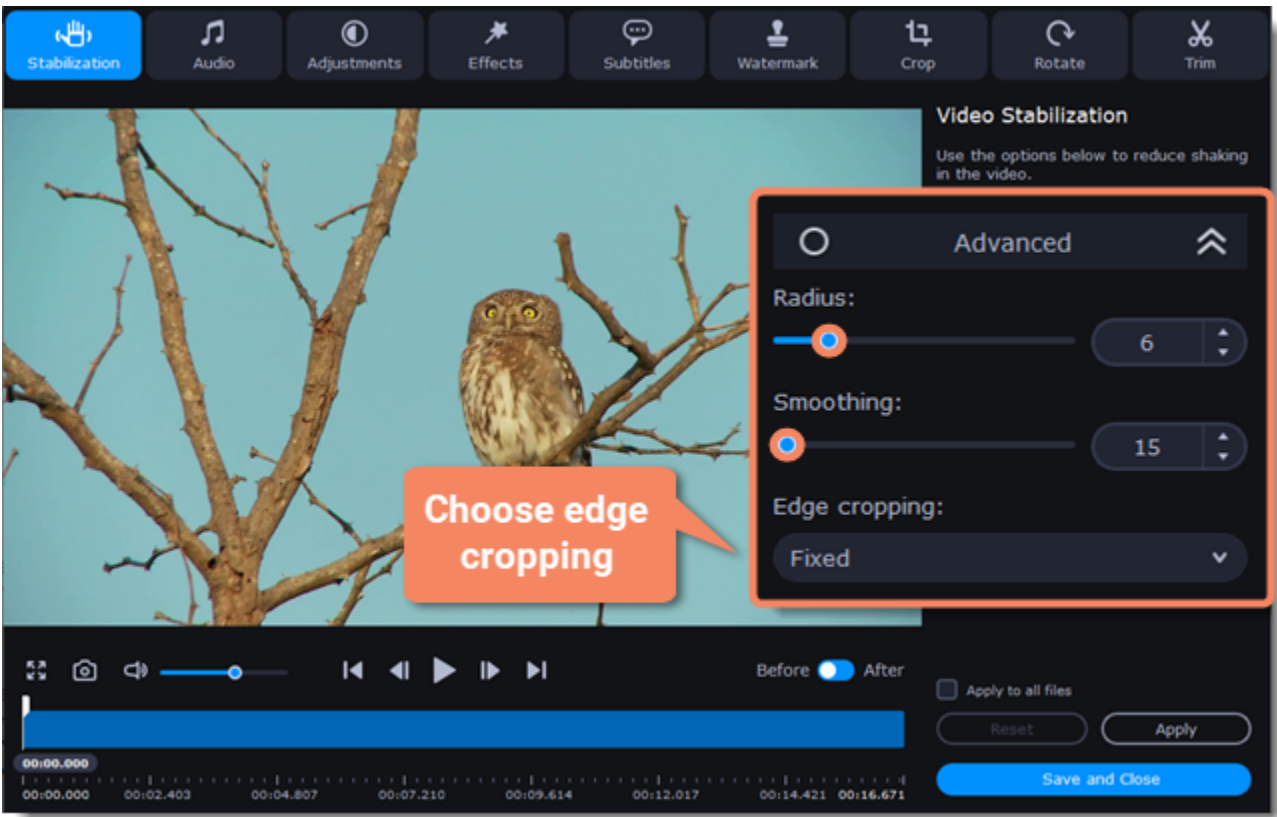 Stabilization
Audio
Adjustments
Effects
Subtitles
Watermark
Crop
Rotate
Trim
Video Stabilization
Use the options below to reduce shaking
in the video.
Advanced
Radius:
6
Smoothing:
15
Edge cropping:
Fixed
Choose edge
cropping
Before
After
Apply to all files
Reset
Apply
Save and Close
00:00.000
00:00.000
00:02.403
00:04.807
00:07.210
00:09.614
00:12.017
00:14.421
00:16.671